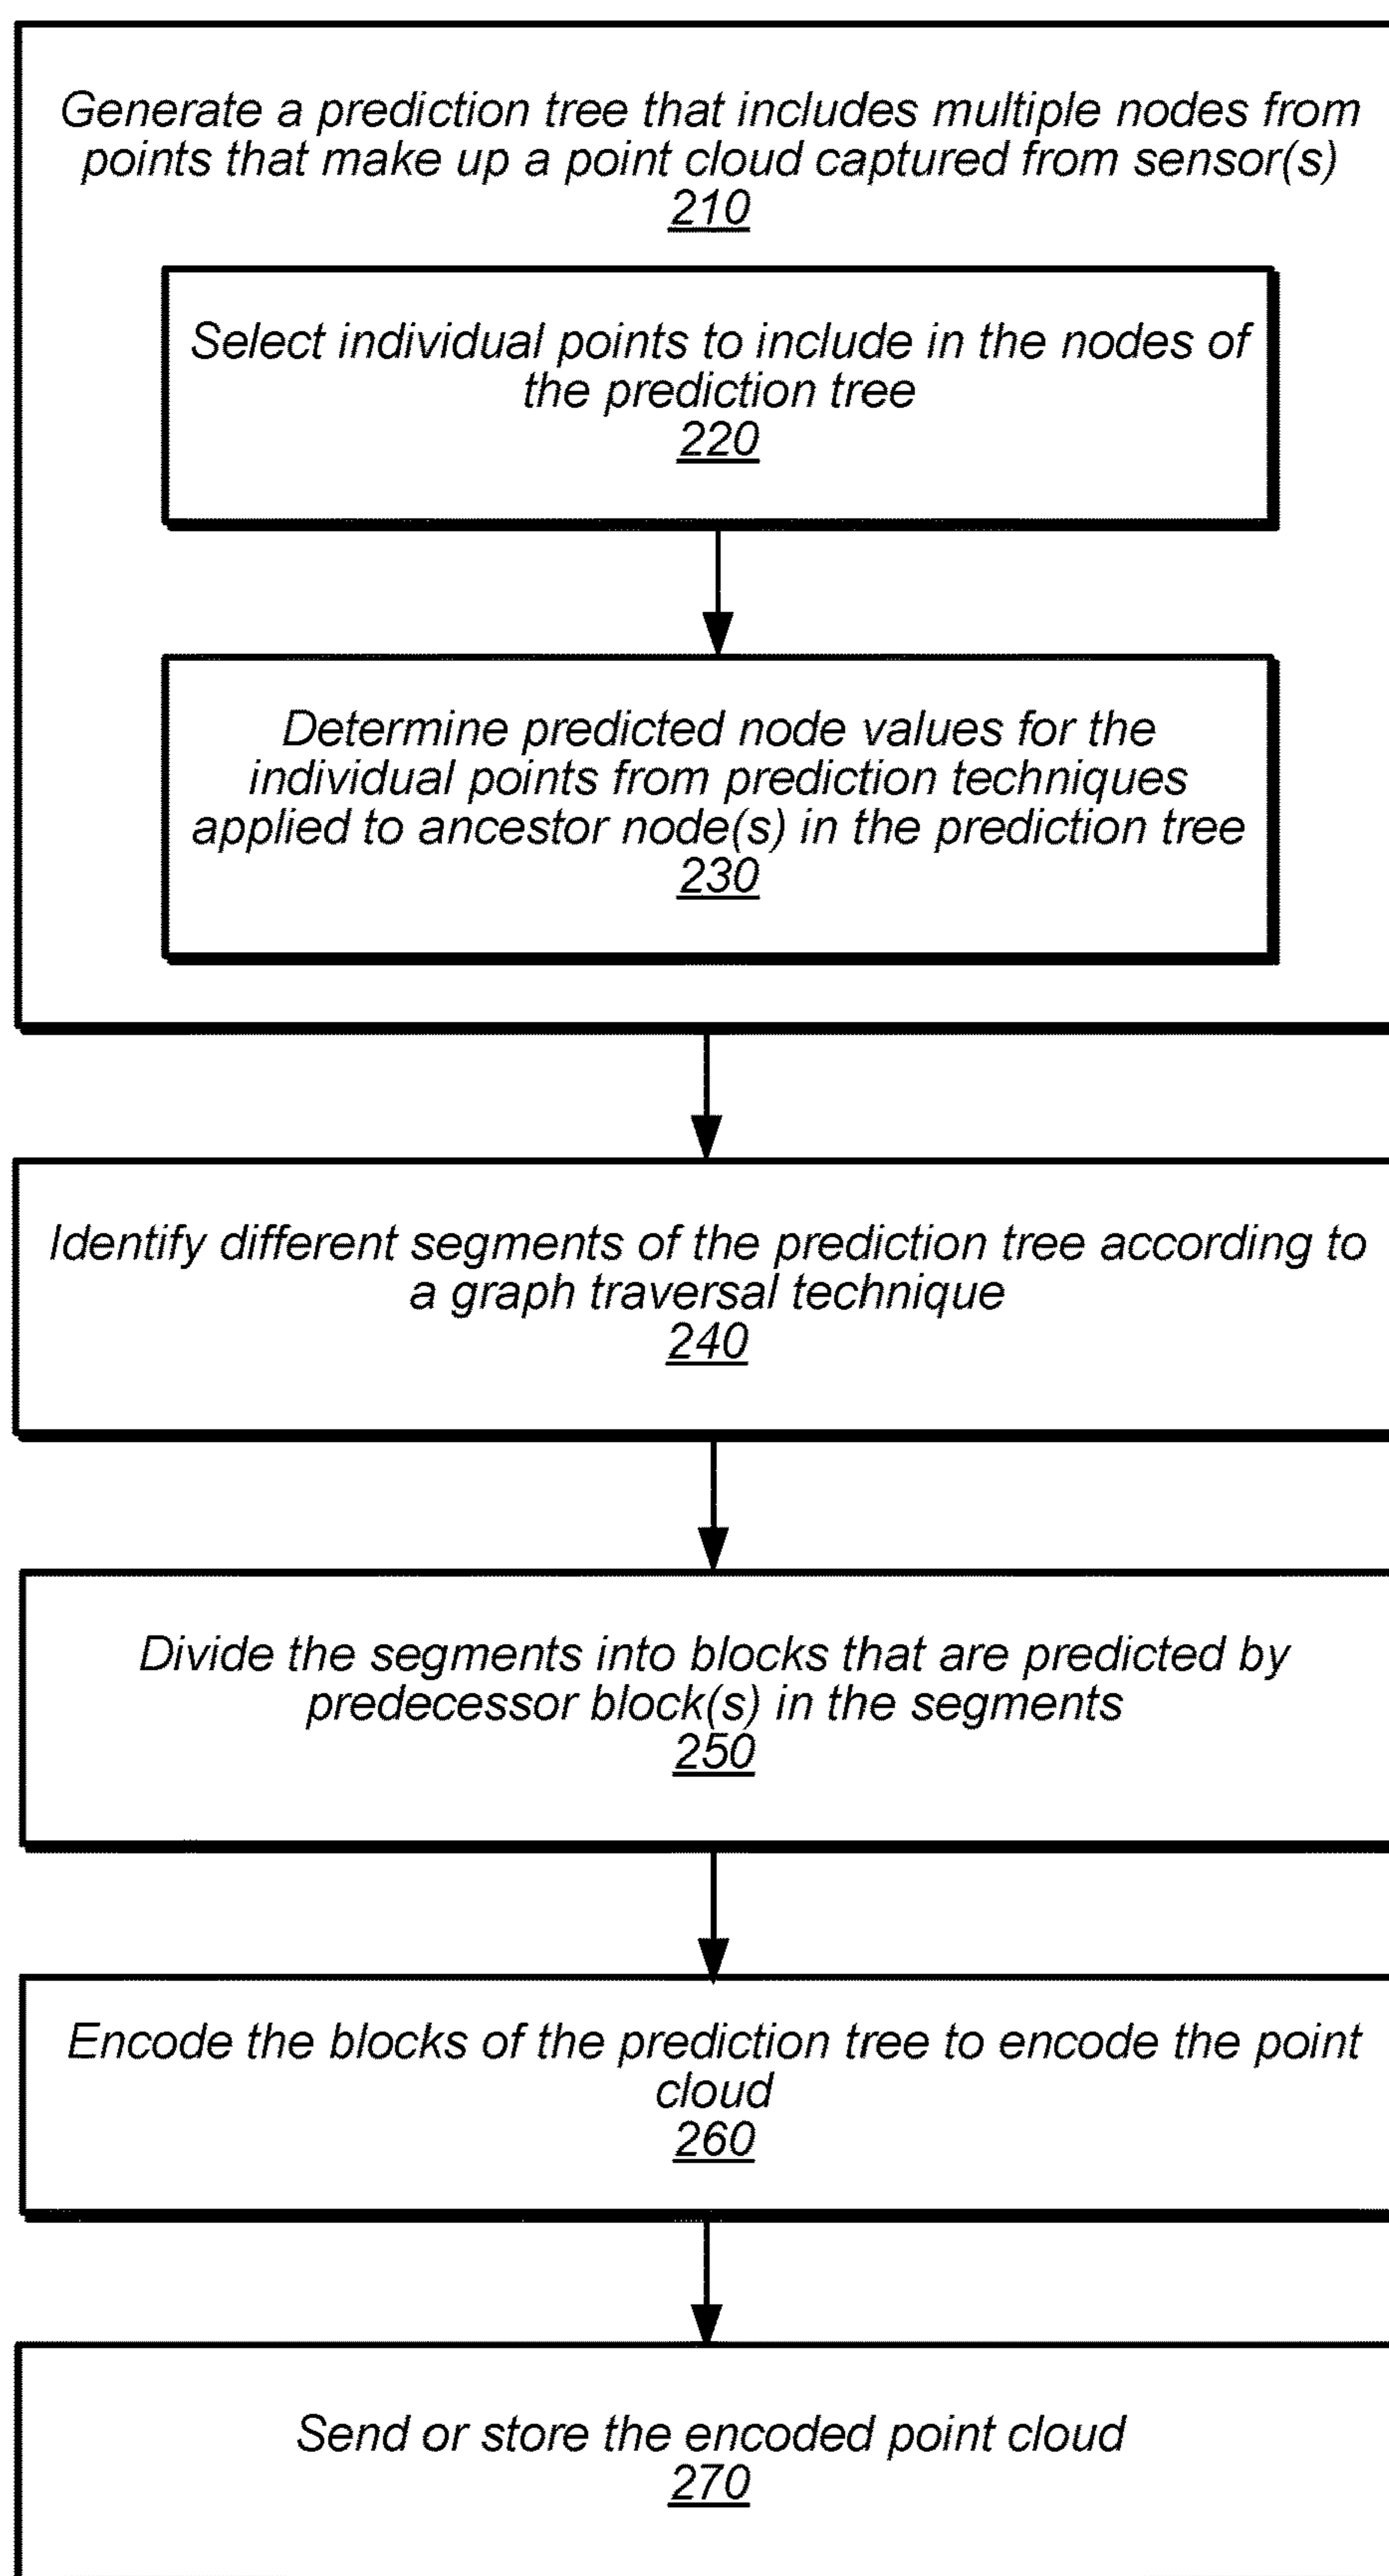 Generate a prediction tree that includes multiple nodes from
points that make up a point cloud captured from sensor(s)
210
Select individual points to include in the nodes of
the prediction tree
220
Determine predicted node values for the
individual points from prediction techniques
applied to ancestor node(s) in the prediction tree
230
Identify different segments of the prediction tree according to
a graph traversal technique
240
Divide the segments into blocks that are predicted by
predecessor block(s) in the segments
250
Encode the blocks of the prediction tree to encode the point
cloud
260
Send or store the encoded point cloud
270